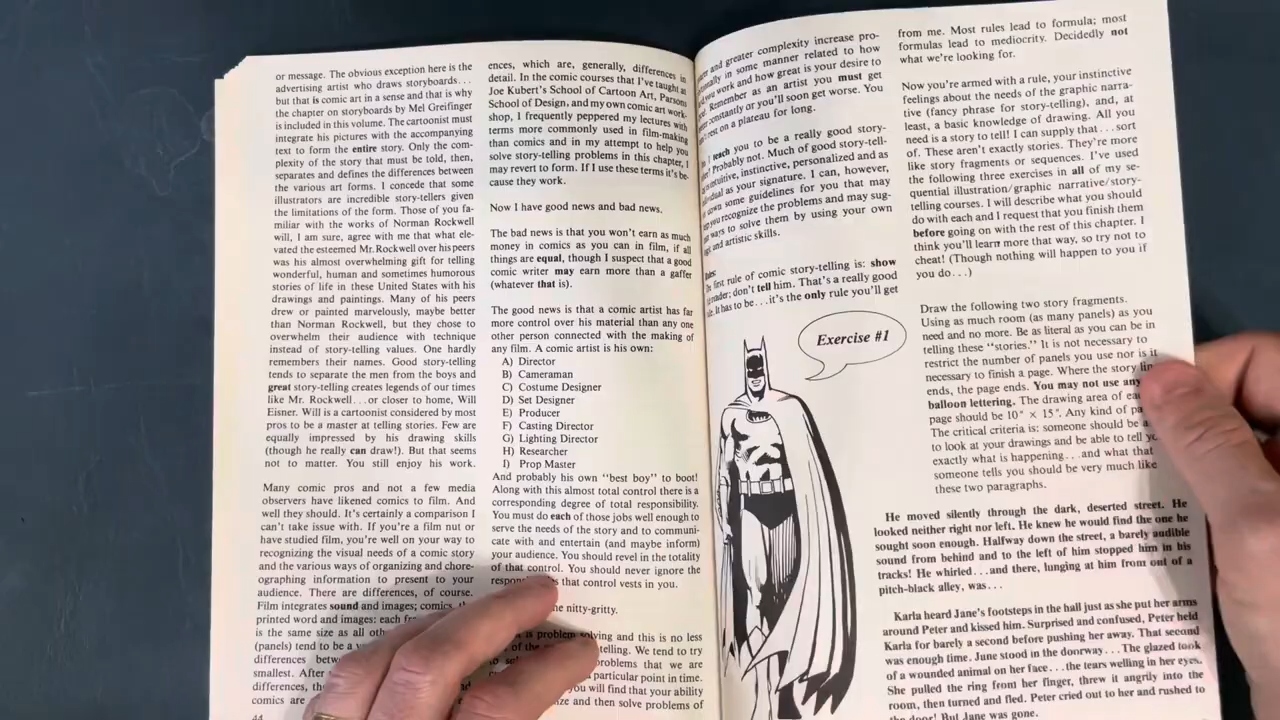 or message. The obvious exception here is the
advertising artist who draws storyboards...
but that is comic art in a sense and that is why
the chapter on storyboards by Mel Greifinger
is included in this volume. The cartoonist must
integrate his pictures with the accompanying
text to form the entire story. Only the com-
plexity of the story that must be told, then,
separates and defines the differences between
the various art forms. I concede that some
illustrators are incredible story-tellers given
the limitations of the form. Those of you fa-
miliar with the works of Norman Rockwell
will, I am sure, agree with me that what ele-
vated the esteemed Mr. Rockwell over his peers
was his almost overwhelming gift for telling
wonderful, human and sometimes humorous
stories of life in these United States with his
drawings and paintings. Many of his peers
drew or painted marvelously, maybe better
than Norman Rockwell, but they chose to
overwhelm their audience with technique
instead of story-telling values. One hardly
remembers their names. Good story-telling
tends to separate the men from the boys and
great story-telling creates legends of our times
like Mr. Rockwell...or closer to home, Will
Eisner. Will is a cartoonist considered by most
pros to be a master at telling stories. Few are
equally impressed by his drawing skills
(though he really can draw!). But that seems
not to matter. You still enjoy his work.
Many comic pros and not a few media
observers have likened comics to film. And
well they should. It's certainly a comparison I
can't take issue with. If you're a film nut or
have studied film, you're well on your way to
recognizing the visual needs of a comic story
and the various ways of organizing and chore-
ographing information to present to your
audience. There are differences, of course.
Film integrates sound and images; comics,
printed word and images: each
is the same size as all
(panels) tend to be a
differences
smallest. After
differences,
comics are
44
ences, which are, generally, differences in
detail. In the comic courses that I've taught at
Joe Kubert's School of Cartoon Art, Parsons
School of Design, and my own comic art work-
shop, I frequently peppered my lectures with
terms more commonly used in film-making
than comics and in my attempt to help you
solve story-telling problems in this chapter, I
may revert to form. If I use these terms it's be-
cause they work.
Now I have good news and bad news.
The bad news is that you won't earn as much
money in comics as you can in film, if all
things are equal, though I suspect that a good
comic writer may earn more than a gaffer
(whatever that is).
The good news is that a comic artist has far
more control over his material than any one
other person connected with the making of
any film. A comic artist is his own:
A) Director
B) Cameraman
C) Costume Designer
D) Set Designer
E) Producer
F) Casting Director
G) Lighting Director
H) Researcher
I) Prop Master
And probably his own "best boy" to boot!
Along with this almost total control there is a
corresponding degree of total responsibility.
You must do each of those jobs well enough to
serve the needs of the story and to communi-
cate with and entertain (and maybe inform)
your audience. You should revel in the totality
of that control. You should never ignore the
that control vests in you.
nitty-gritty.
is problem solving and this is no less
of the telling. We tend to try
problems that we are
particular point in time.
you will find that your ability
and then solve problems of
and greater complexity increase pro-
in some manner related to how
work and how great is your desire to
Remember as an artist you must get
constantly or you'll soon get worse. You
rest on a plateau for long.
teach you to be a really good story-
Probably not. Much of good story-tell-
intuitive, instinctive, personalized and as
as your signature. I can, however,
down some guidelines for you that may
you recognize the problems and may sug-
ways to solve them by using your own
and artistic skills.
first rule of comic story-telling is: show
reader; don't tell him. That's a really good
It has to be...it's the only rule you'll get
from me. Most rules lead to formula; most
formulas lead to mediocrity. Decidedly not
what we're looking for.
Now you're armed with a rule, your instinctive
feelings about the needs of the graphic narra-
tive (fancy phrase for story-telling), and, at
least, a basic knowledge of drawing. All you
need is a story to tell! I can supply that...sort
of. These aren't exactly stories. They're more
like story fragments or sequences. I've used
the following three exercises in all of my se-
quential illustration/graphic narrative/story-
telling courses. I will describe what you should
do with each and I request that you finish them
before going on with the rest of this chapter. I
think you'll learn more that way, so try not to
cheat! (Though nothing will happen to you if
you do...)
Exercise #1
Draw the following two story fragments.
Using as much room (as many panels) as you
need and no more. Be as literal as you can be in
telling these "stories." It is not necessary to
restrict the number of panels you use nor is it
necessary to finish a page. Where the story
ends, the page ends. You may not use any
balloon lettering. The drawing area of
page should be 10" × 15". Any kind of
The critical criteria is: someone should be
to look at your drawings and be able to tell
exactly what is happening...and what that
someone tells you should be very much like
these two paragraphs.
He moved silently through the dark, deserted street. He
looked neither right nor left. He knew he would find the one he
sought soon enough. Halfway down the street, a barely audible
sound from behind and to the left of him stopped him in his
tracks! He whirled...and there, lunging at him from out of a
pitch-black alley, was...
Karla heard Jane's footsteps in the hall just as she put her arms
around Peter and kissed him. Surprised and confused, Peter held
Karla for barely a second before pushing her away. That second
was enough time. Jane stood in the doorway...The glazed look
of a wounded animal on her face...the tears welling in her eyes.
She pulled the ring from her finger, threw it angrily into the
room, then turned and fled. Peter cried out to her and rushed to
the door! But Jane was gone.